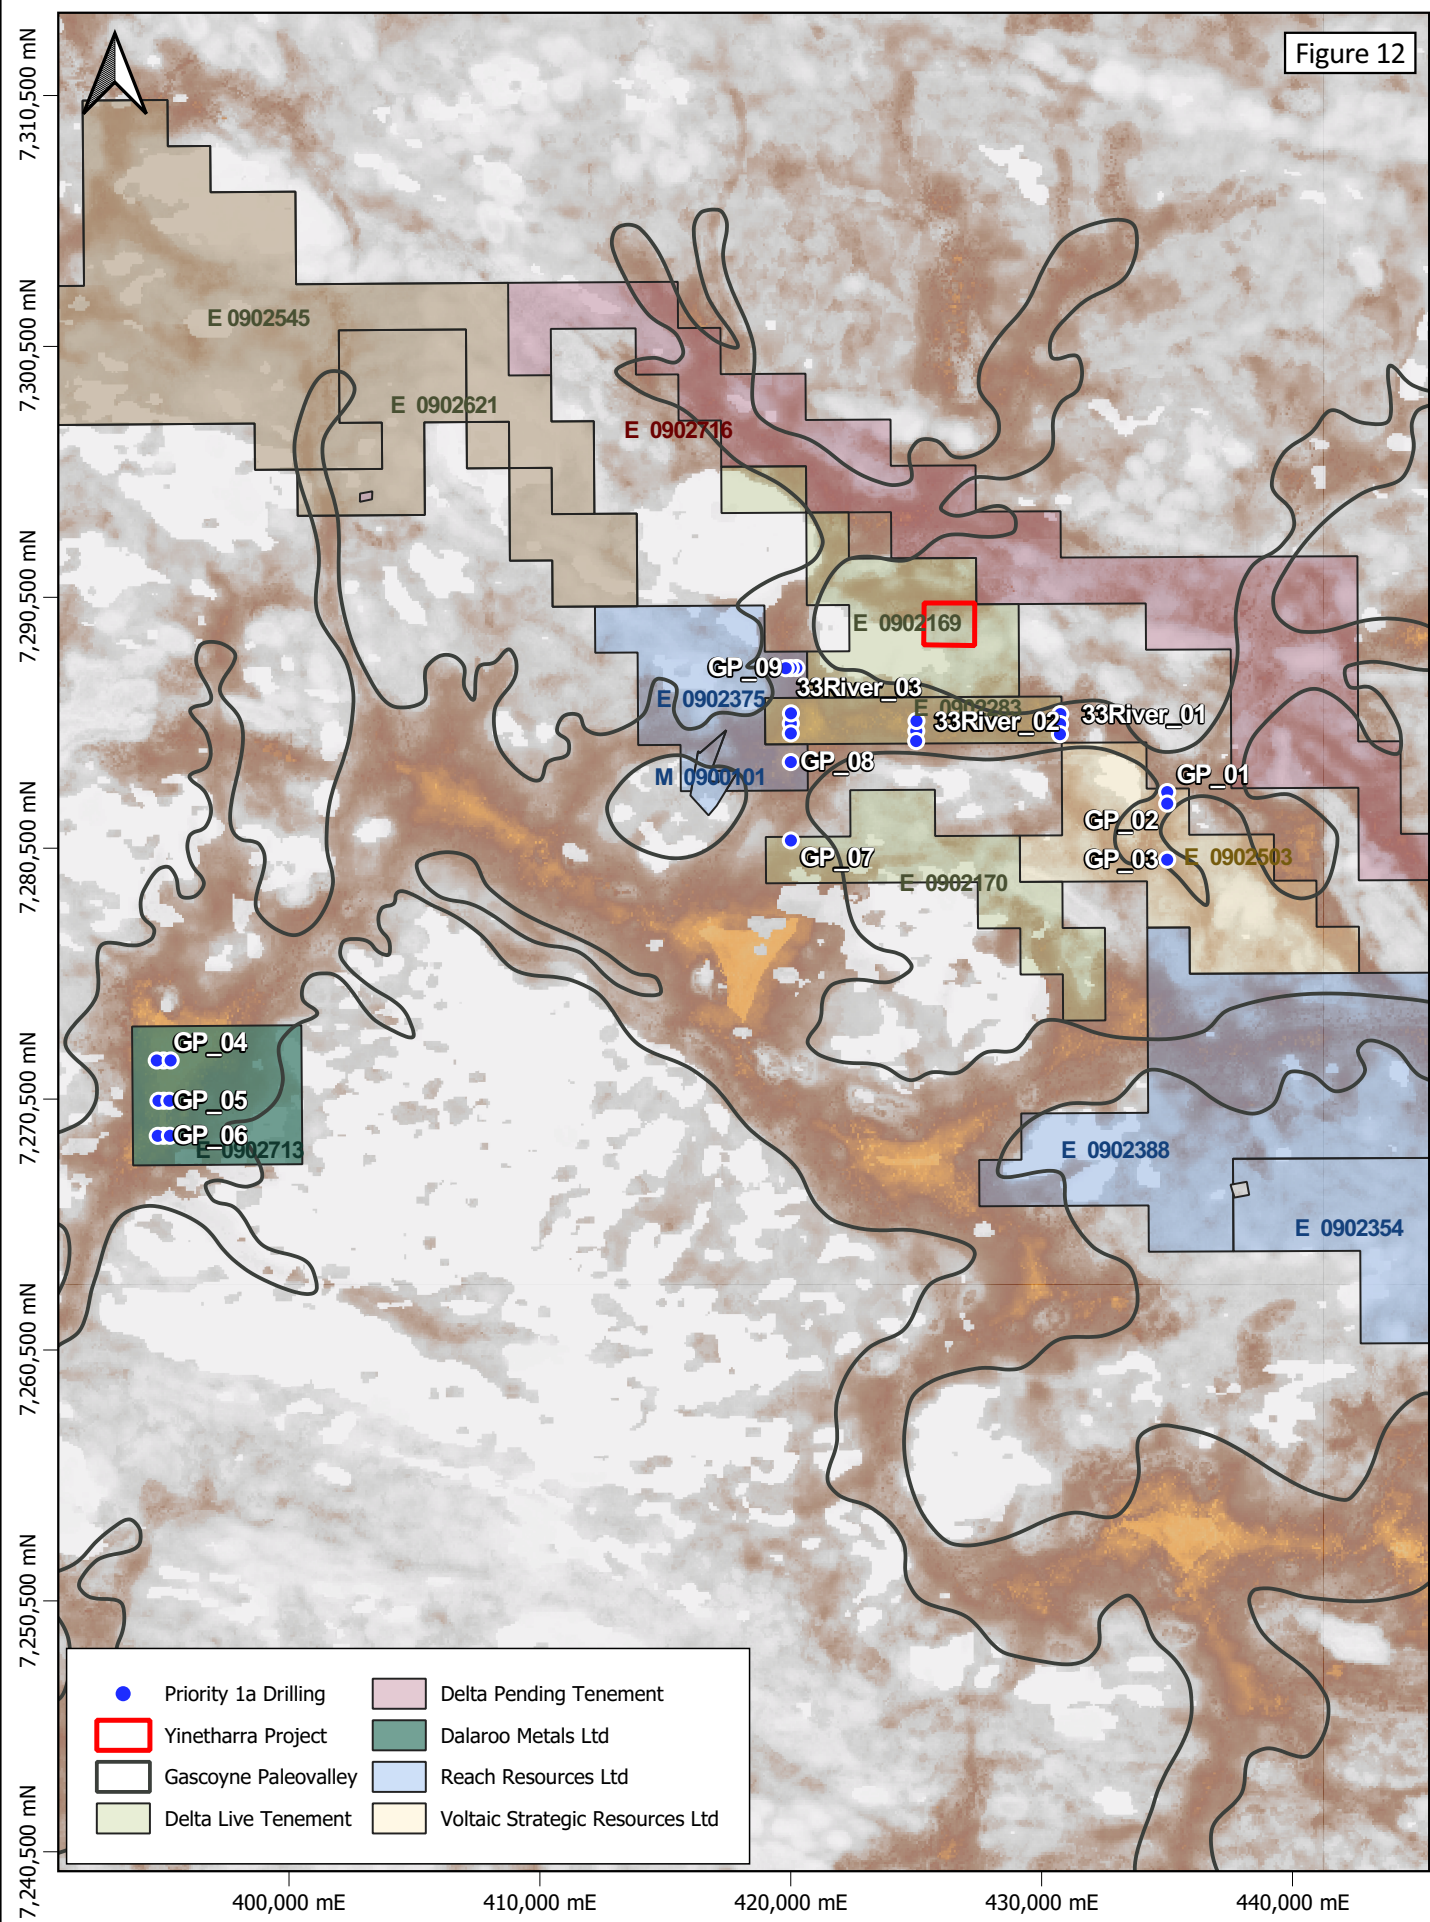 Figure 12
7,310,500 mN
7,300,500 mN
7,290,500 mN
7,280,500 mN
7,270,500 mN
7,260,500 mN
7,250,500 mN
7,240,500 mN
E 0902545
E 0902621
E 0902716
E 0902169
GP_09
33River_03
E 0902375
E 0902283
33River_02
33River_01
GP_08
M 0900101
GP_01
GP_02
GP_07
GP_03
E 0902503
E 0902170
GP_04
GP_05
GP_06
E 0902713
E 0902388
E 0902354
Priority 1a Drilling
Yinetharra Project
Gascoyne Paleovalley
Delta Live Tenement
Delta Pending Tenement
Dalaroo Metals Ltd
Reach Resources Ltd
Voltaic Strategic Resources Ltd
400,000 mE
410,000 mE
420,000 mE
430,000 mE
440,000 mE